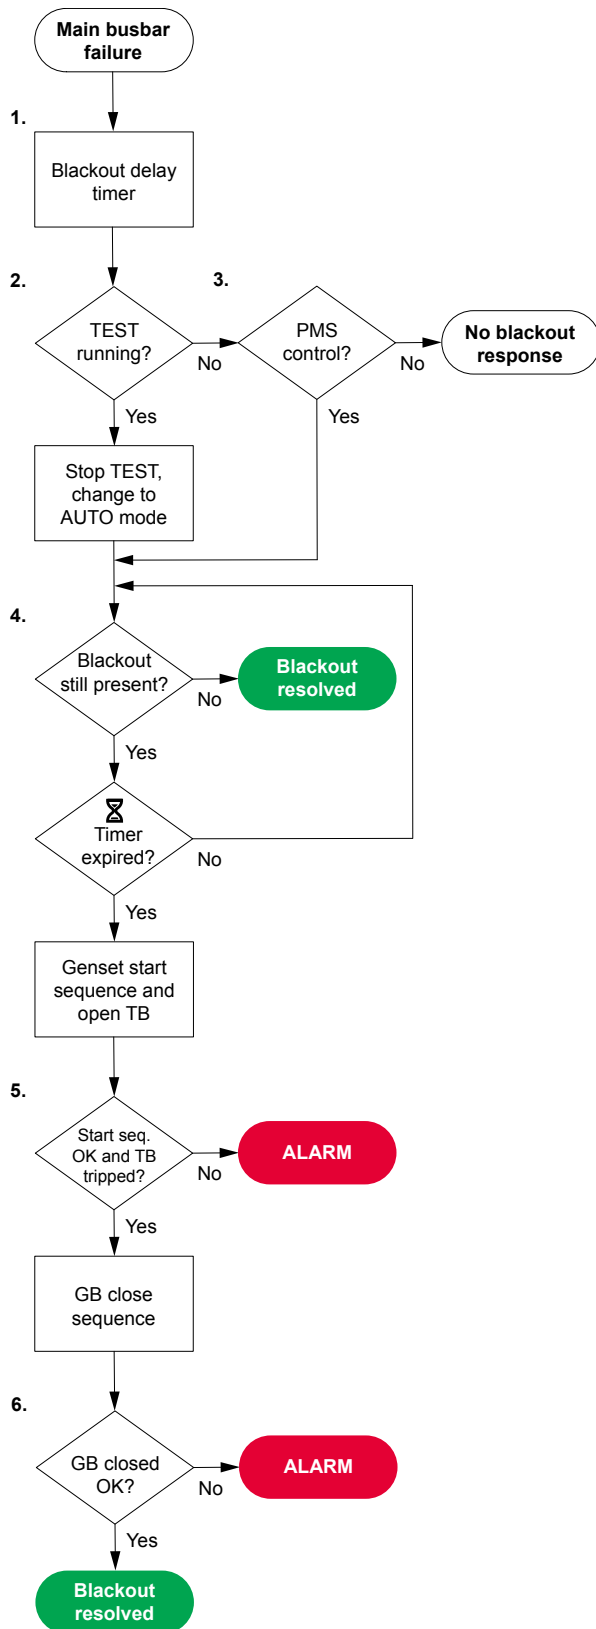 Main busbar
failure
1.
Blackout delay
timer
2.
TEST
running?
No
Yes
3.
PMS
control?
No
Yes
No blackout
response
Stop TEST,
change to
AUTO mode
4.
Blackout
still present?
No
Yes
Blackout
resolved
Timer
expired?
No
Yes
Genset start
sequence and
open TB
5.
Start seq.
OK and TB
tripped?
No
Yes
ALARM
GB close
sequence
6.
GB closed
OK?
No
Yes
ALARM
Blackout
resolved